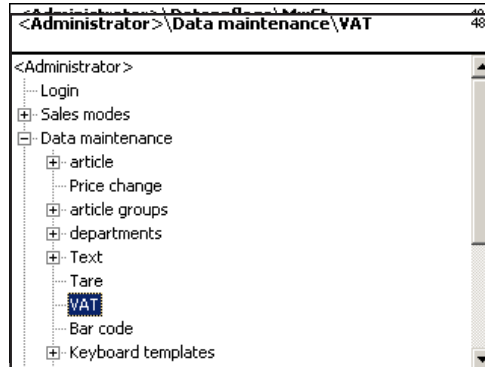 <Administrator>\Data maintenance\VAT 48
<Administrator>
Login
Sales modes
Data maintenance
article
Price change
article groups
departments
Text
Tare
VAT
Bar code
Keyboard templates